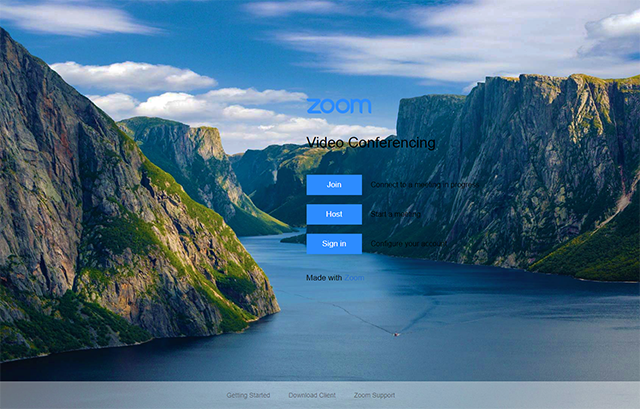 zoom
Video Conferencing
Join Connect to a meeting in progress
Host Start a meeting
Sign in Configure your account
Made with Zoom
Getting Started Download Client Zoom Support